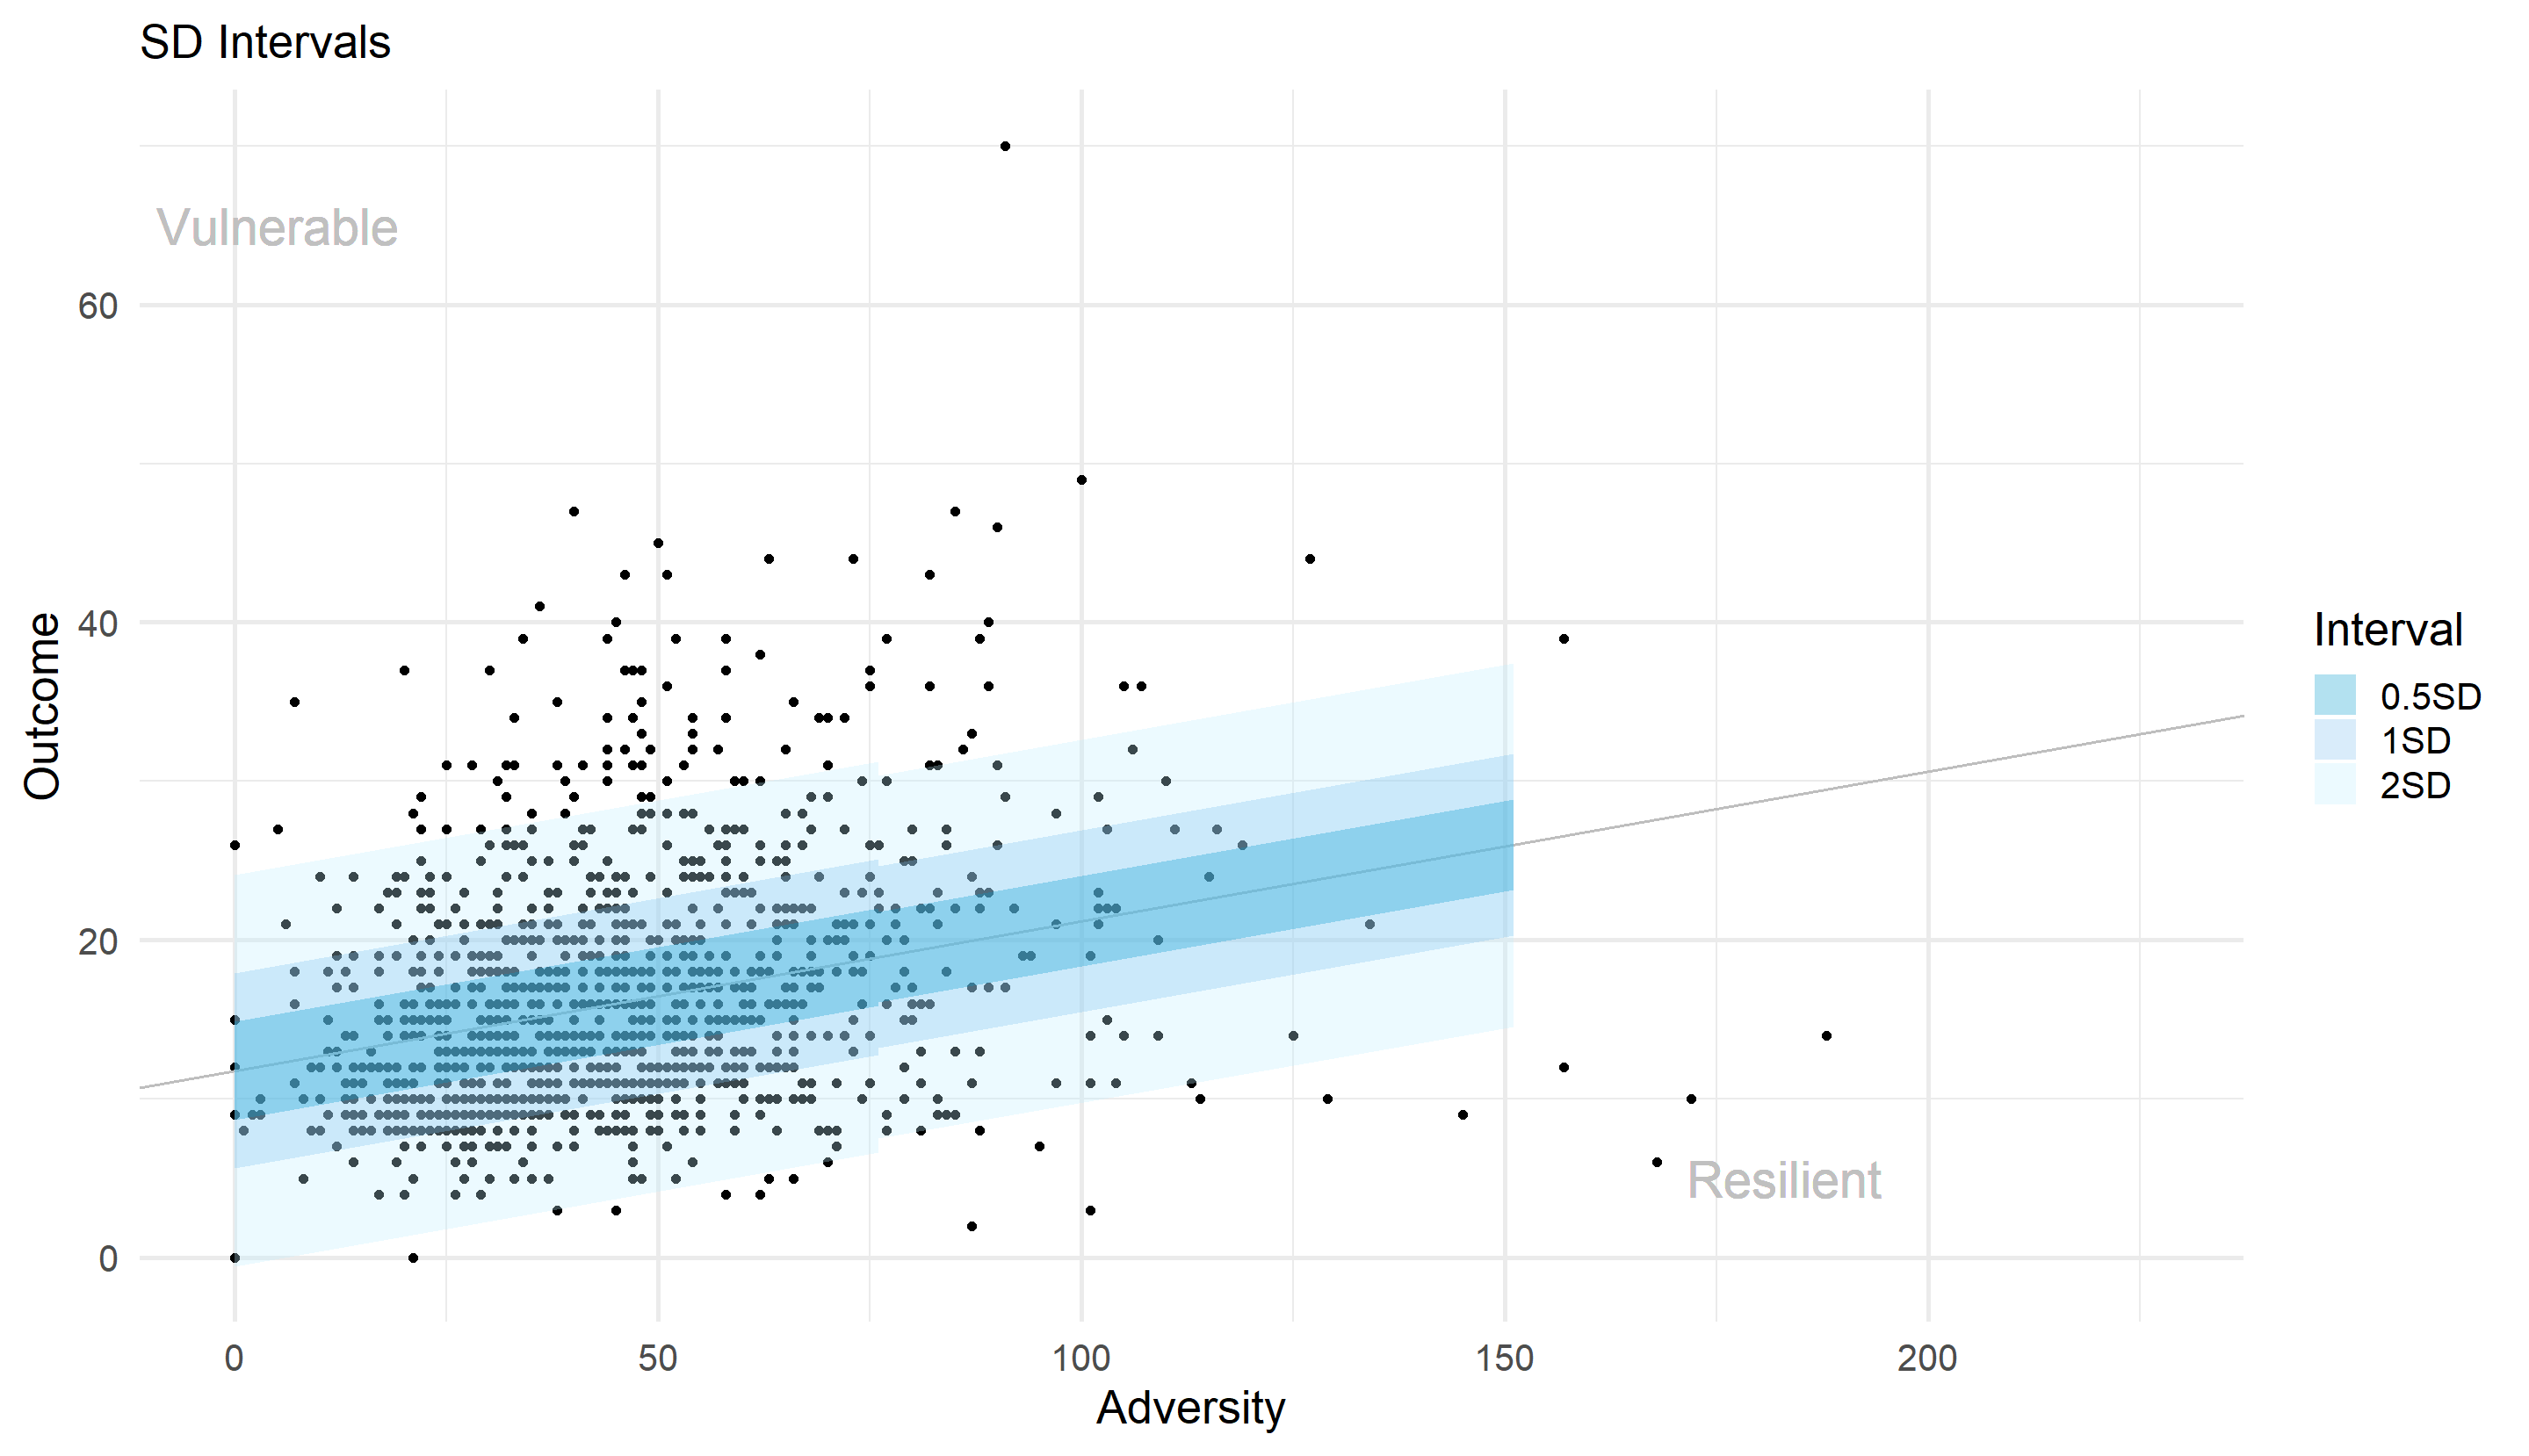 SD Intervals
Vulnerable
60
40
20
0
Outcome
Resilient
0 50 100 150 200
Adversity
Interval
0.5SD
1SD
2SD